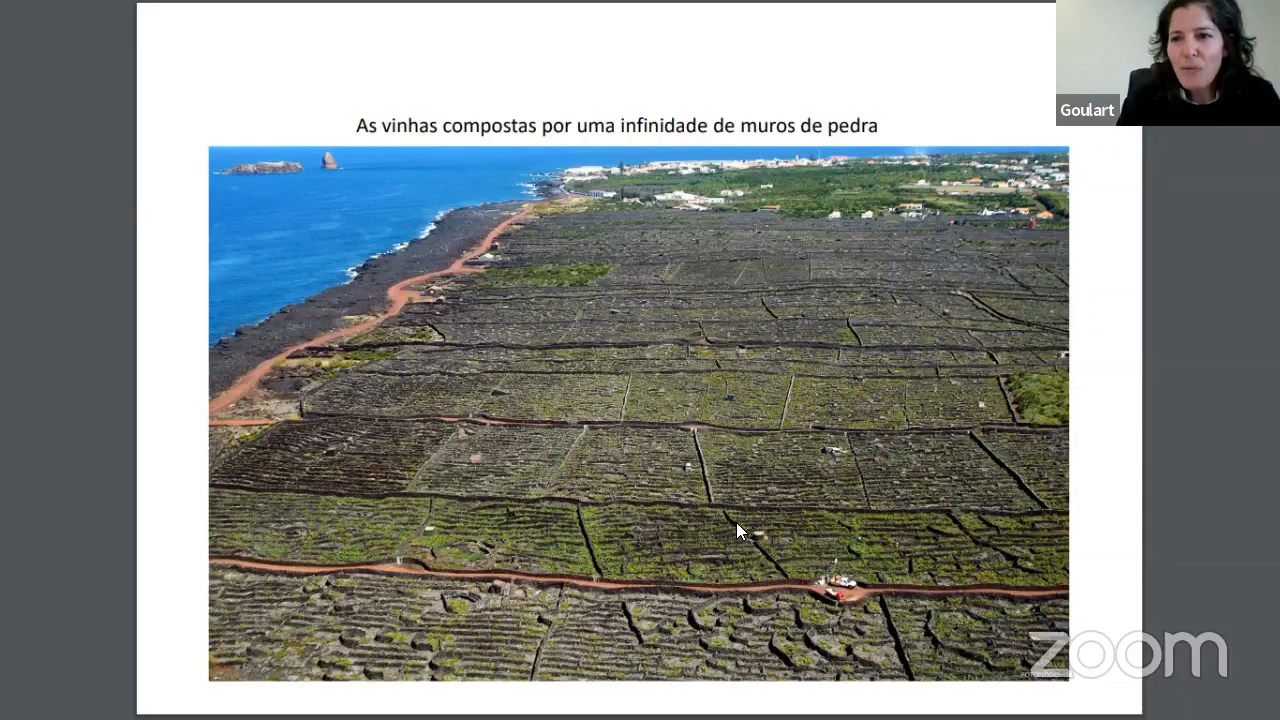 As vinhas compostas por uma infinidade de muros de pedra
Goulart
zoom